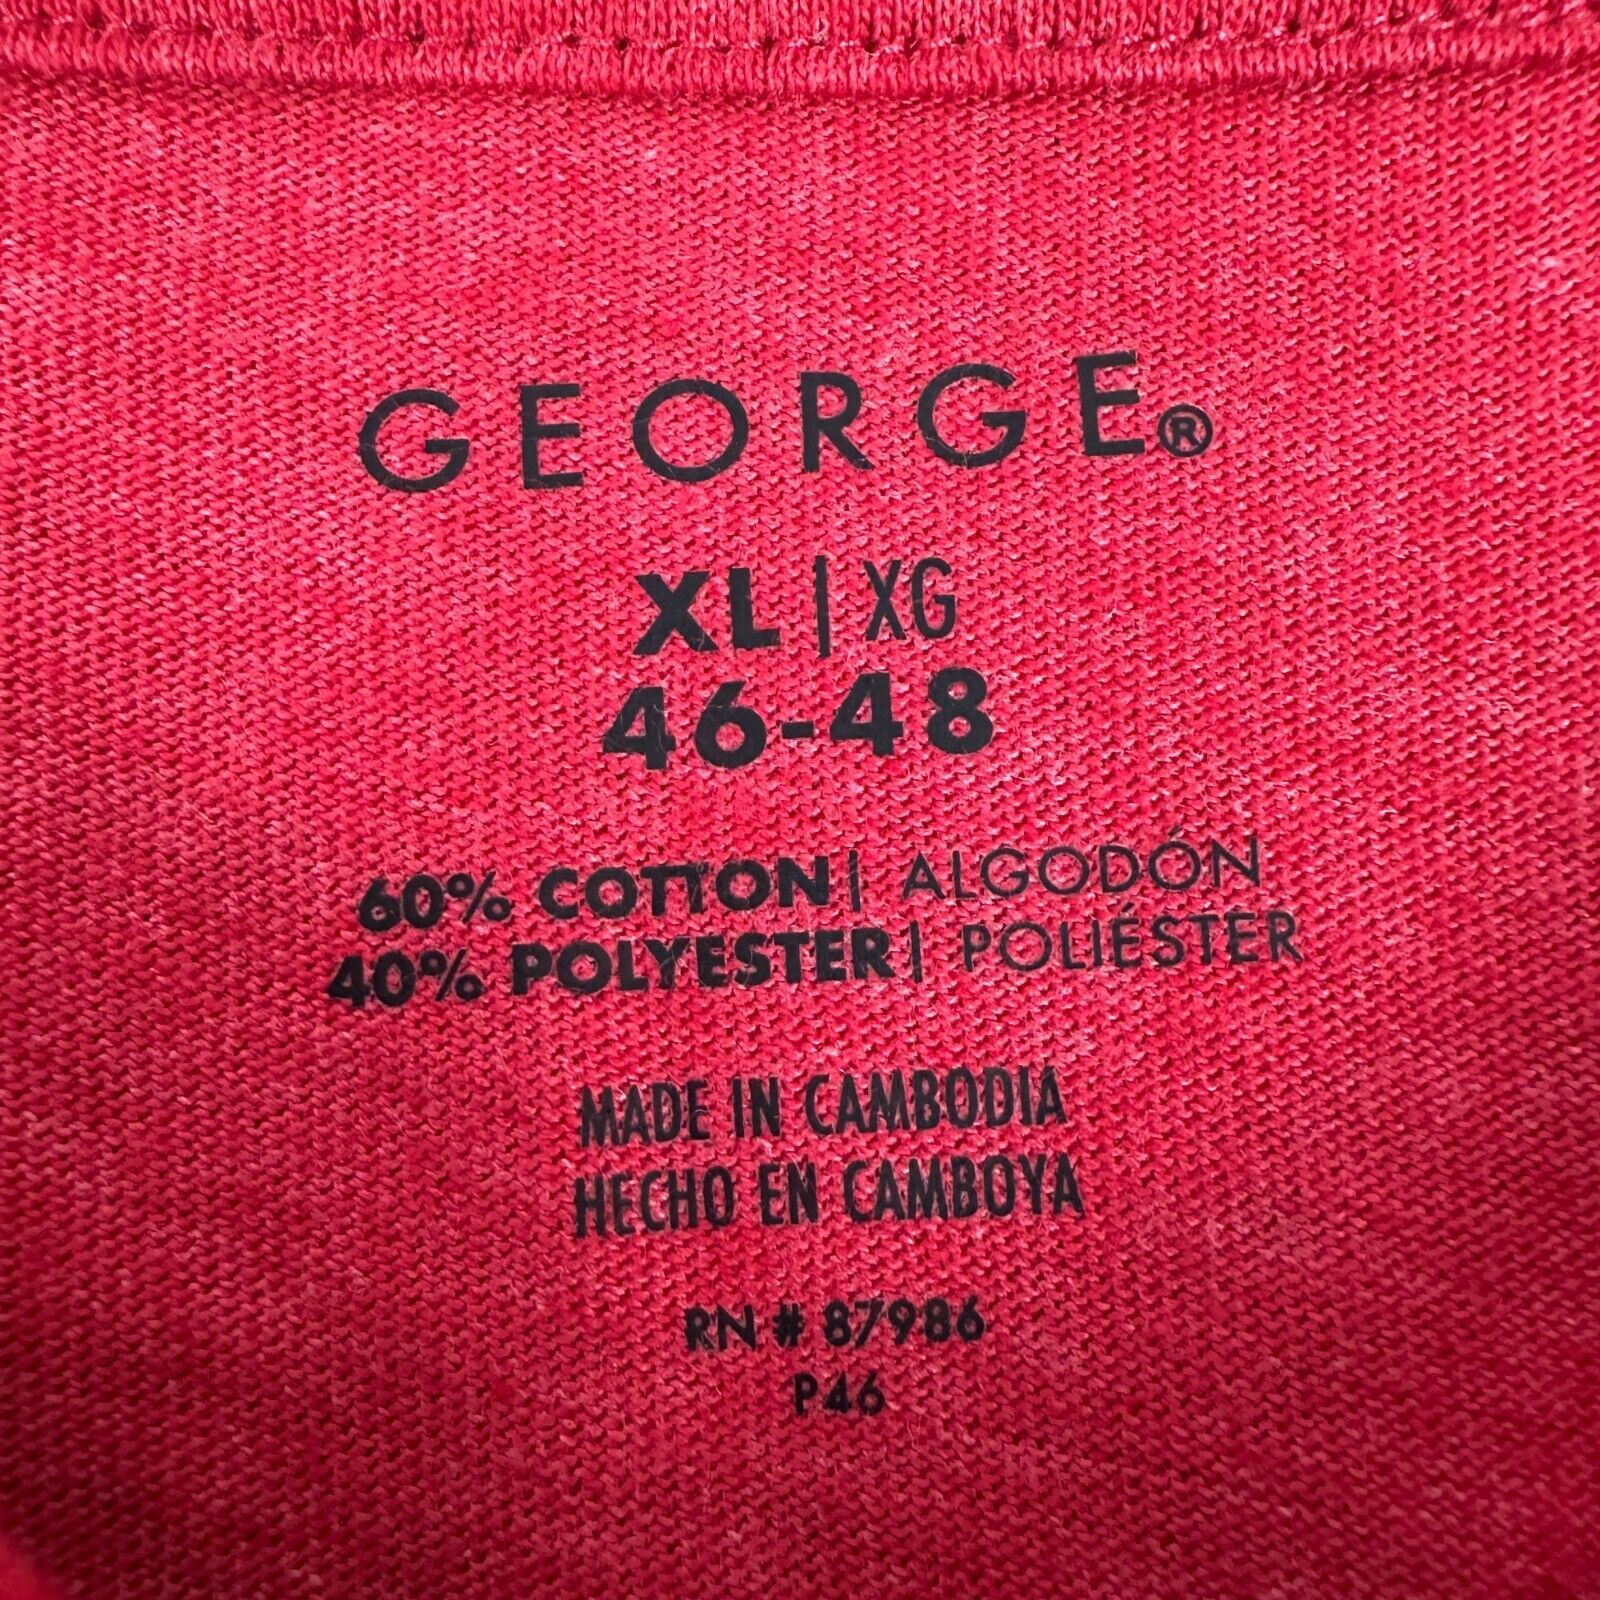 GEORGE®
XL | XG
46-48
60% COTTON | ALGODÓN
40% POLYESTER | POLIÉSTER
MADE IN CAMBODIA
HECHO EN CAMBOYA
RN # 87986
P46